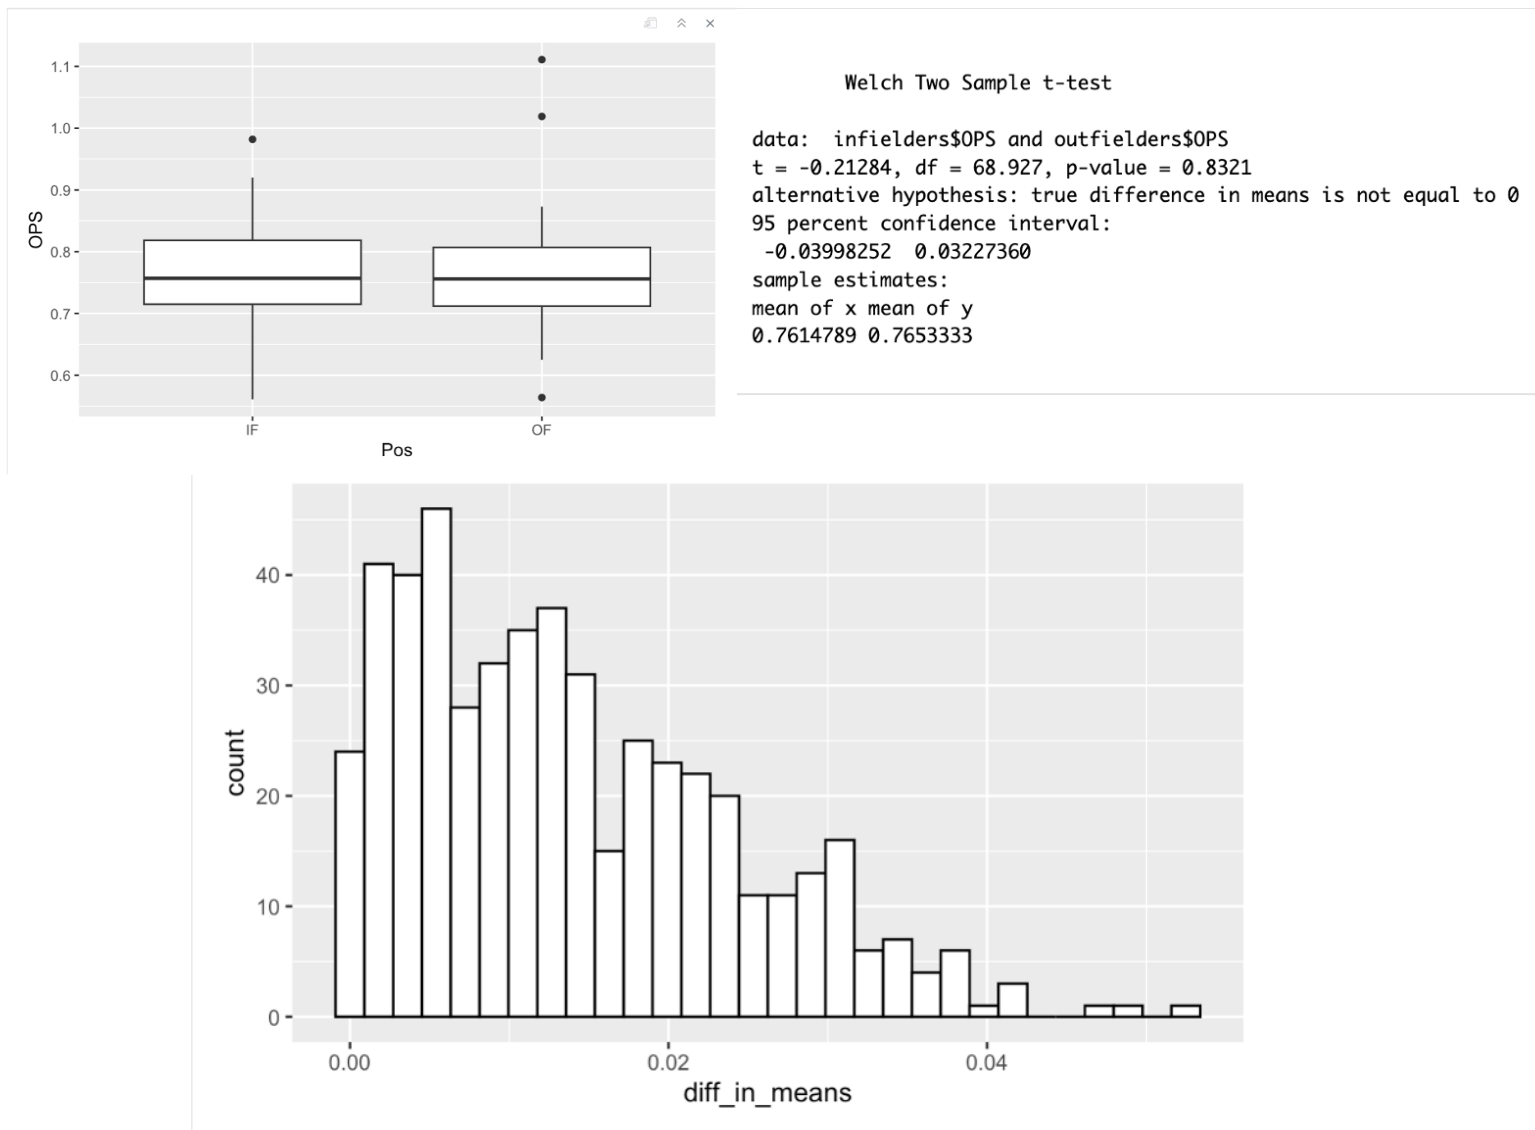 1.1
1.0
0.9
0.8
0.7
0.6
OPS
IF OF
Pos
Welch Two Sample t-test
data:  infielders$OPS and outfielders$OPS
t = -0.21284, df = 68.927, p-value = 0.8321
alternative hypothesis: true difference in means is not equal to 0
95 percent confidence interval:
-0.03998252  0.03227360
sample estimates:
mean of x mean of y
0.7614789 0.7653333
40
30
20
10
0
count
0.00 0.02 0.04
diff_in_means